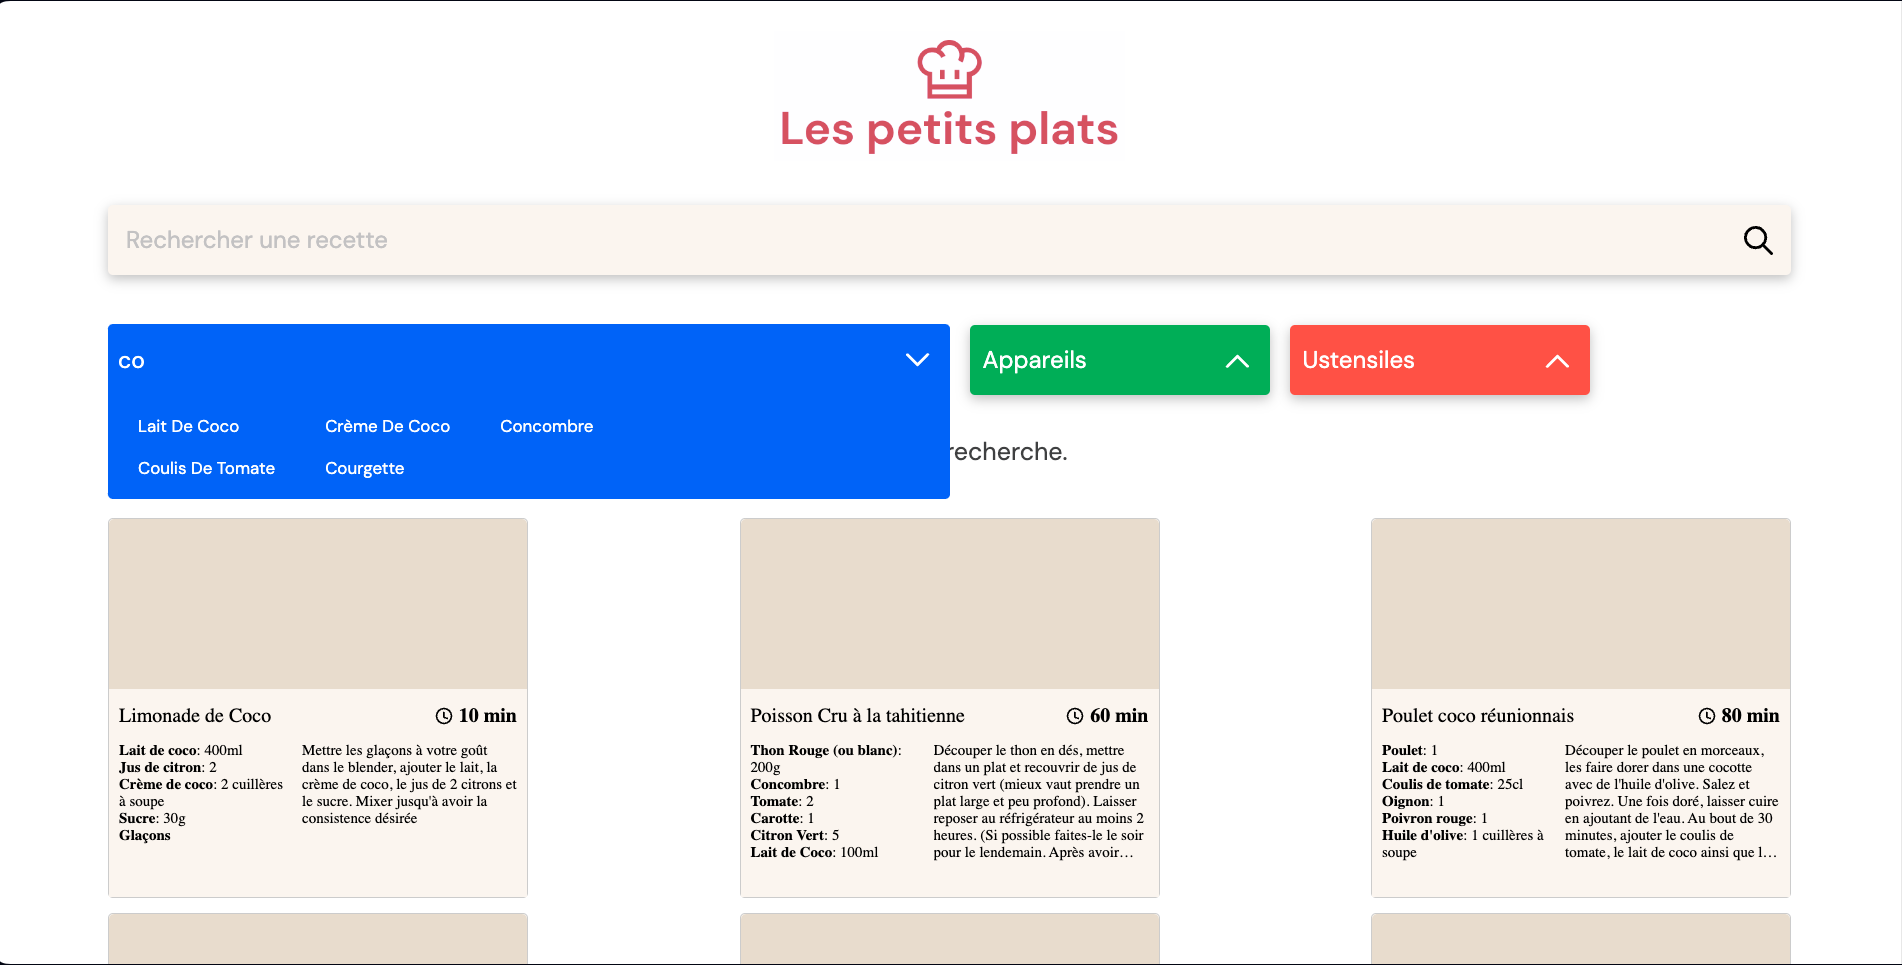 Les petits plats
Rechercher une recette
co
Appareils
Ustensiles
Lait De Coco
Crème De Coco
Concombre
Coulis De Tomate
Courgette
recherche.
Limonade de Coco
10 min
Lait de coco: 400ml
Jus de citron: 2
Crème de coco: 2 cuillères
à soupe
Sucre: 30g
Glaçons
Mettre les glaçons à votre goût
dans le blender, ajouter le lait, la
crème de coco, le jus de 2 citrons et
le sucre. Mixer jusqu'à avoir la
consistence désirée
Poisson Cru à la tahitienne
60 min
Thon Rouge (ou blanc):
200g
Concombre: 1
Tomate: 2
Carotte: 1
Citron Vert: 5
Lait de Coco: 100ml
Découper le thon en dés, mettre
dans un plat et recouvrir de jus de
citron vert (mieux vaut prendre un
plat large et peu profond). Laisser
reposer au réfrigérateur au moins 2
heures. (Si possible faites-le le soir
pour le lendemain. Après avoir…
Poulet coco réunionnais
80 min
Poulet: 1
Lait de coco: 400ml
Coulis de tomate: 25cl
Oignon: 1
Poivron rouge: 1
Huile d'olive: 1 cuillères à
soupe
Découper le poulet en morceaux,
les faire dorer dans une cocotte
avec de l'huile d'olive. Salez et
poivrez. Une fois doré, laisser cuire
en ajoutant de l'eau. Au bout de 30
minutes, ajouter le coulis de
tomate, le lait de coco ainsi que l…